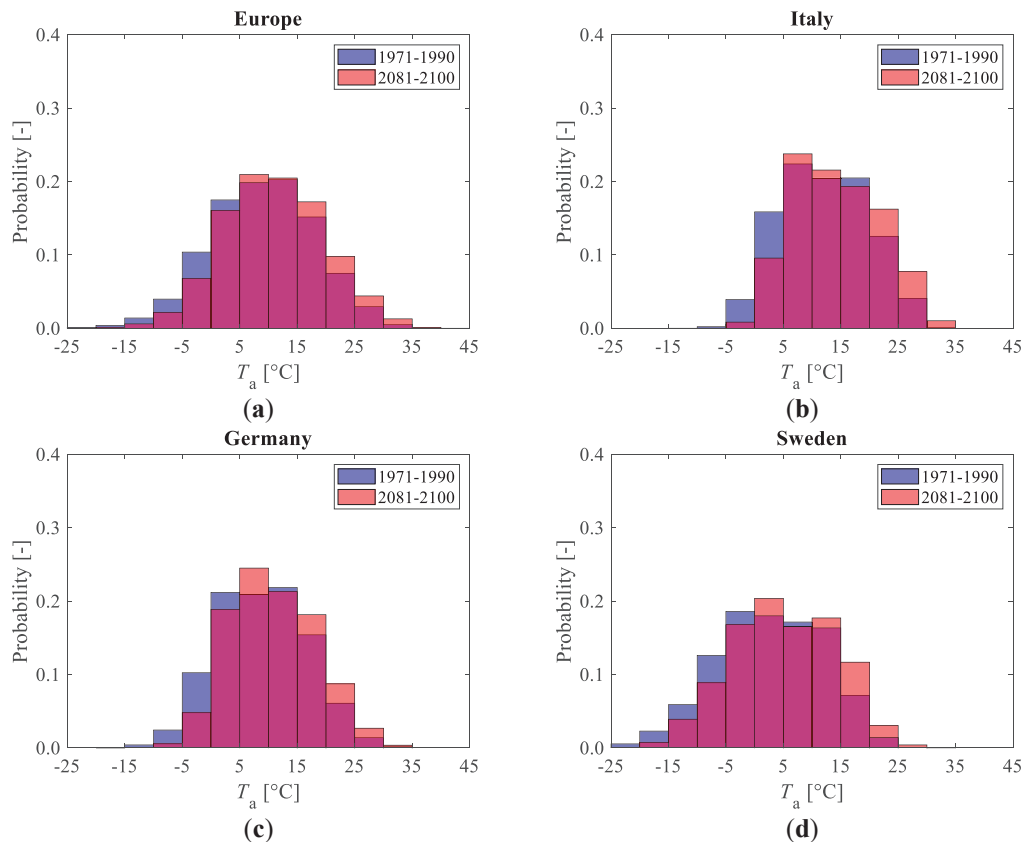 Europe
0.4
0.3
0.2
0.1
0.0
Probability [-]
1971-1990
2081-2100
-25 -15 -5 5 15 25 35 45
Ta [°C]
(a)
Italy
0.4
0.3
0.2
0.1
0.0
Probability [-]
1971-1990
2081-2100
-25 -15 -5 5 15 25 35 45
Ta [°C]
(b)
Germany
0.4
0.3
0.2
0.1
0.0
Probability [-]
1971-1990
2081-2100
-25 -15 -5 5 15 25 35 45
Ta [°C]
(c)
Sweden
0.4
0.3
0.2
0.1
0.0
Probability [-]
1971-1990
2081-2100
-25 -15 -5 5 15 25 35 45
Ta [°C]
(d)